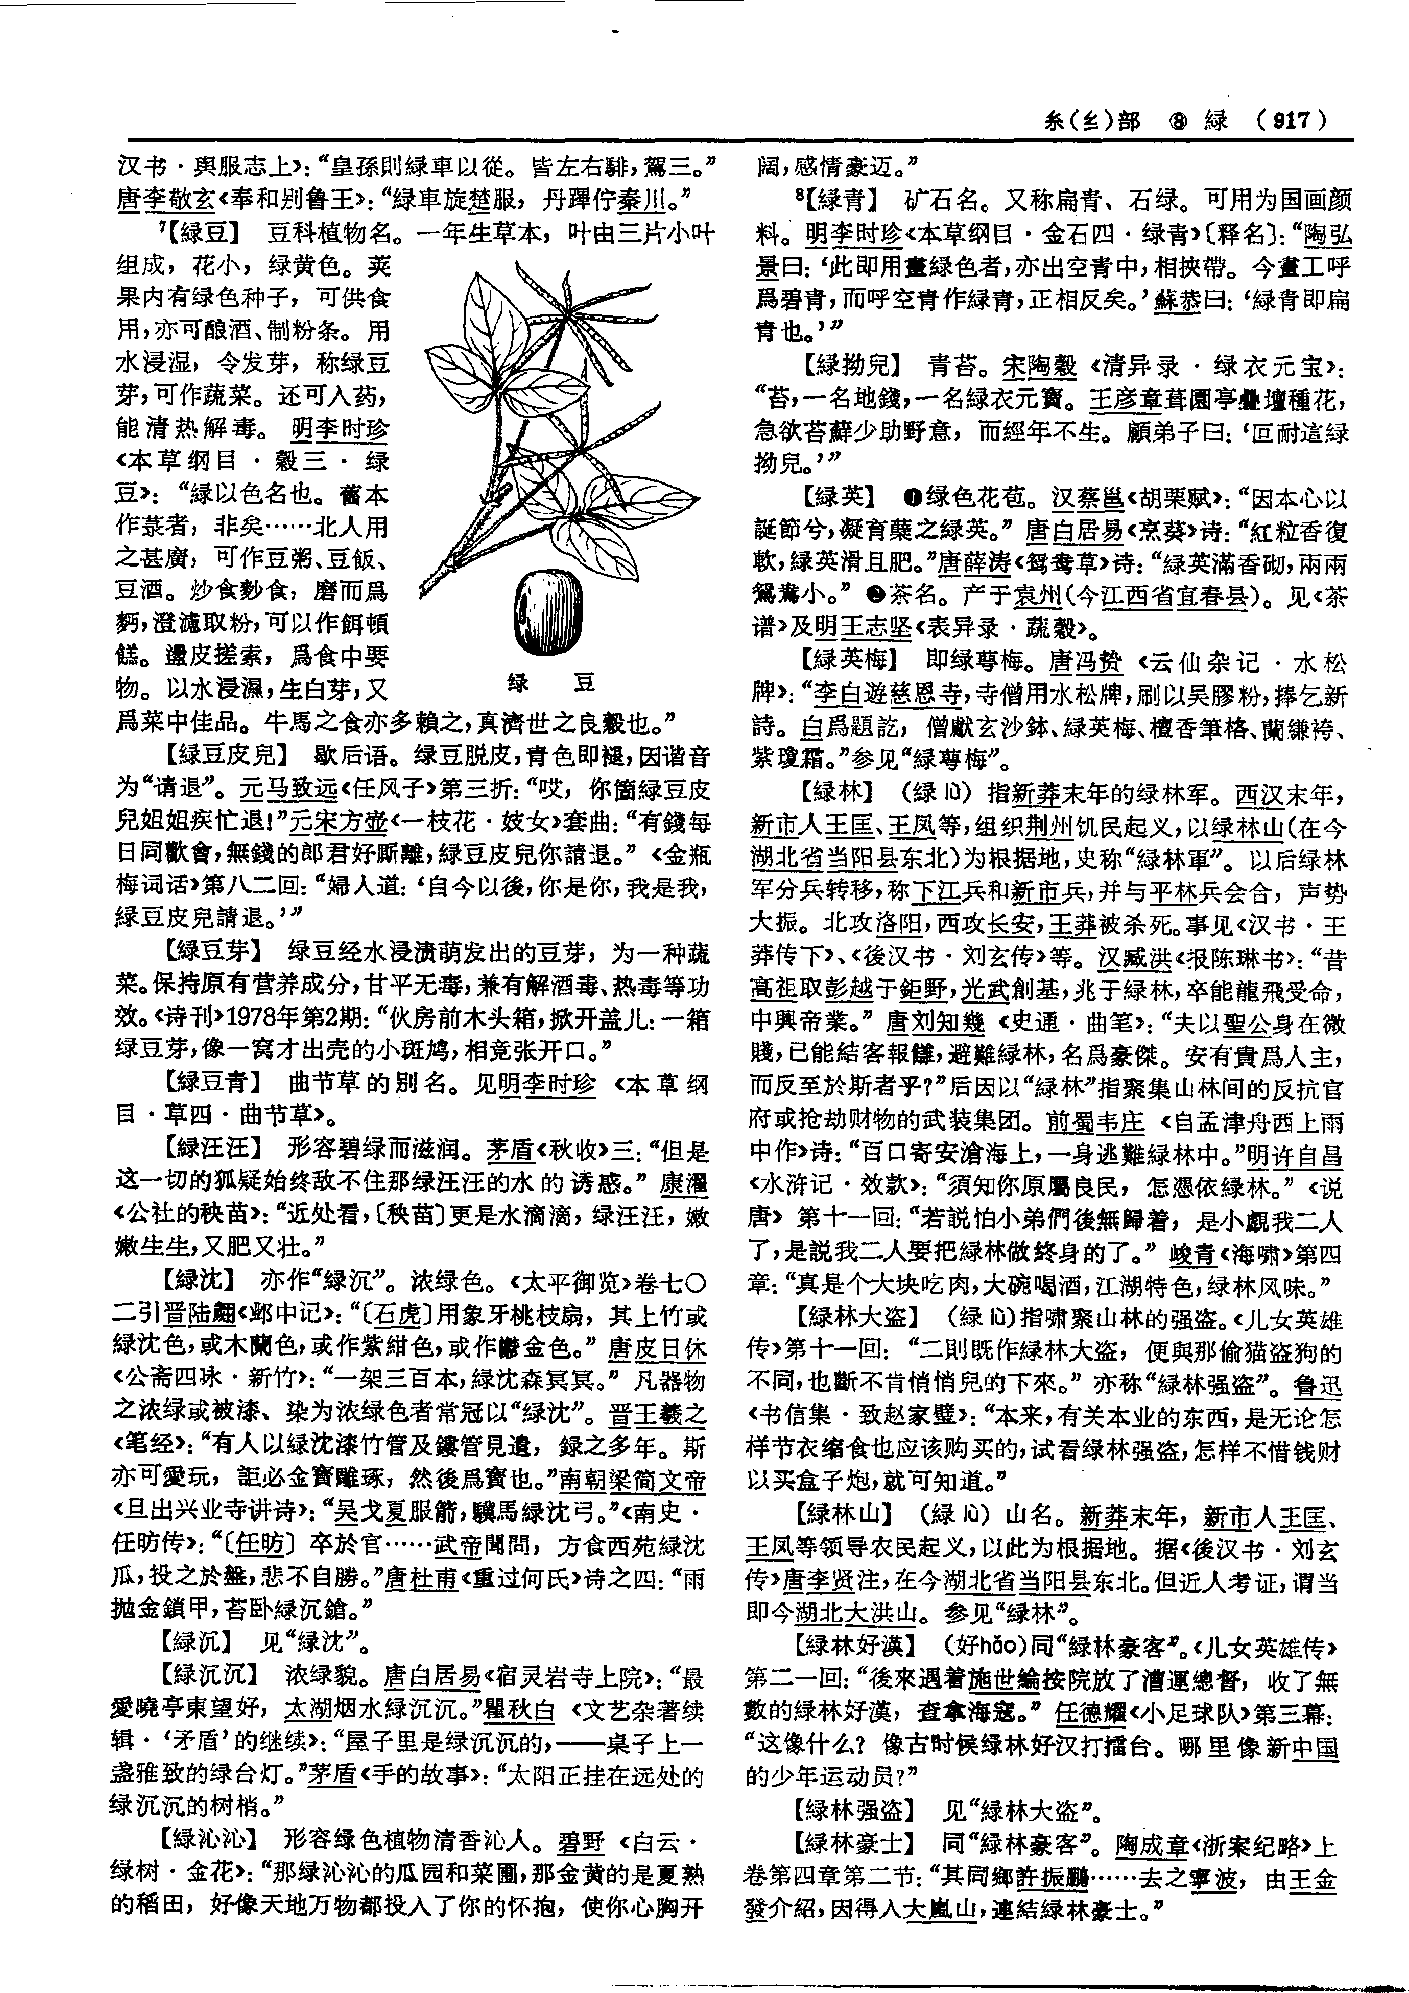 糸(糹)部 ⑧ 緑 (917)
汉书·舆服志上》：“皇孫則緑車以從。皆左右騑，駕三。”
唐李敬玄《奉和别鲁王》：“緑車旋楚服，丹蹕佇秦川。”
⁷【緑豆】 豆科植物名。一年生草本，叶由三片小叶
组成，花小，绿黄色。荚
果内有绿色种子，可供食
用，亦可酿酒、制粉条。用
水浸湿，令发芽，称绿豆
芽，可作蔬菜。还可入药，
能清热解毒。明李时珍
《本草纲目·穀三·绿
豆》：“緑以色名也。舊本
作菉者，非矣……北人用
之甚廣，可作豆粥、豆飯、
豆酒。炒食麨食，磨而爲
麪，澄濾取粉，可以作餌頓
餻。盪皮搓索，爲食中要
物。以水浸濕，生白芽，又
绿 豆
爲菜中佳品。牛馬之食亦多賴之，真濟世之良穀也。”
【緑豆皮兒】 歇后语。绿豆脱皮，青色即褪，因谐音
为“请退”。元马致远《任风子》第三折：“哎，你箇緑豆皮
兒姐姐疾忙退！”元宋方壶《一枝花·妓女》套曲：“有錢每
日同歡會，無錢的郎君好厮離，緑豆皮兒你請退。”《金瓶
梅词话》第八二回：“婦人道：‘自今以後，你是你，我是我，
緑豆皮兒請退。’”
【緑豆芽】 绿豆经水浸渍萌发出的豆芽，为一种蔬
菜。保持原有营养成分，甘平无毒，兼有解酒毒、热毒等功
效。《诗刊》1978年第2期：“伙房前木头箱，掀开盖儿：一箱
绿豆芽，像一窝才出壳的小斑鸠，相竞张开口。”
【緑豆青】 曲节草的别名。见明李时珍《本草纲
目·草四·曲节草》。
【緑汪汪】 形容碧绿而滋润。茅盾《秋收》三：“但是
这一切的狐疑始终敌不住那绿汪汪的水的诱惑。”康濯
《公社的秧苗》：“近处看，〔秧苗〕更是水滴滴，绿汪汪，嫩
嫩生生，又肥又壮。”
【緑沈】 亦作“緑沉”。浓绿色。《太平御览》卷七〇
二引晋陆翽《邺中记》：“〔石虎〕用象牙桃枝扇，其上竹或
緑沈色，或木蘭色，或作紫紺色，或作鬱金色。”唐皮日休
《公斋四咏·新竹》：“一架三百本，緑沈森冥冥。”凡器物
之浓绿或被漆、染为浓绿色者常冠以“緑沈”。晋王羲之
《笔经》：“有人以緑沈漆竹管及鏤管見遺，録之多年。斯
亦可愛玩，詎必金寶雕琢，然後爲寶也。”南朝梁简文帝
《旦出兴业寺讲诗》：“吴戈夏服箭，驥馬緑沈弓。”《南史·
任昉传》：“〔任昉〕卒於官……武帝聞問，方食西苑緑沈
瓜，投之於盤，悲不自勝。”唐杜甫《重过何氏》诗之四：“雨
抛金鎖甲，苔卧緑沉鎗。”
【緑沉】 见“緑沈”。
【緑沉沉】 浓绿貌。唐白居易《宿灵岩寺上院》：“最
愛曉亭東望好，太湖烟水緑沉沉。”瞿秋白《文艺杂著续
辑·‘矛盾’的继续》：“屋子里是绿沉沉的，——桌子上一
盏雅致的绿台灯。”茅盾《手的故事》：“太阳正挂在远处的
绿沉沉的树梢。”
【緑沁沁】 形容绿色植物清香沁人。碧野《白云·
绿树·金花》：“那绿沁沁的瓜园和菜圃，那金黄的是夏熟
的稻田，好像天地万物都投入了你的怀抱，使你心胸开
阔，感情豪迈。”
⁸【緑青】 矿石名。又称扁青、石绿。可用为国画颜
料。明李时珍《本草纲目·金石四·绿青》〔释名〕：“陶弘
景曰：‘此即用畫緑色者，亦出空青中，相挾帶。今畫工呼
爲碧青，而呼空青作緑青，正相反矣。’蘇恭曰：‘緑青即扁
青也。’”
【緑拗兒】 青苔。宋陶穀《清异录·绿衣元宝》：
“苔，一名地錢，一名緑衣元寶。王彦章葺園亭疊壇種花，
急欲苔蘚少助野意，而經年不生。顧弟子曰：‘叵耐這緑
拗兒。’”
【緑英】 ❶绿色花苞。汉蔡邕《胡栗赋》：“因本心以
誕節兮，凝育蘖之緑英。”唐白居易《烹葵》诗：“紅粒香復
軟，緑英滑且肥。”唐薛涛《鸳鸯草》诗：“緑英滿香砌，兩兩
鴛鴦小。”❷茶名。产于袁州(今江西省宜春县)。见《茶
谱》及明王志坚《表异录·蔬穀》。
【緑英梅】 即绿萼梅。唐冯贽《云仙杂记·水松
牌》：“李白遊慈恩寺，寺僧用水松牌，刷以吴膠粉，捧乞新
詩。白爲題訖，僧獻玄沙鉢、緑英梅、檀香筆格、蘭縑袴、
紫瓊霜。”参见“緑萼梅”。
【緑林】 (緑lù)指新莽末年的绿林军。西汉末年，
新市人王匡、王凤等，组织荆州饥民起义，以绿林山(在今
湖北省当阳县东北)为根据地，史称“緑林軍”。以后绿林
军分兵转移，称下江兵和新市兵，并与平林兵会合，声势
大振。北攻洛阳，西攻长安，王莽被杀死。事见《汉书·王
莽传下》、《後汉书·刘玄传》等。汉臧洪《报陈琳书》：“昔
高祖取彭越于鉅野，光武創基，兆于緑林，卒能龍飛受命，
中興帝業。”唐刘知幾《史通·曲笔》：“夫以聖公身在微
賤，已能結客報讎，避難緑林，名爲豪傑。安有貴爲人主，
而反至於斯者乎？”后因以“緑林”指聚集山林间的反抗官
府或抢劫财物的武装集团。前蜀韦庄《自孟津舟西上雨
中作》诗：“百口寄安滄海上，一身逃難緑林中。”明许自昌
《水浒记·效款》：“須知你原屬良民，怎慂依緑林。”《说
唐》第十一回：“若説怕小弟們後無歸着，是小覷我二人
了，是説我二人要把緑林做終身的了。”峻青《海啸》第四
章：“真是个大块吃肉，大碗喝酒，江湖特色，绿林风味。”
【緑林大盗】 (緑lù)指啸聚山林的强盗。《儿女英雄
传》第十一回：“二則既作緑林大盗，便與那偷猫盗狗的
不同，也斷不肯悄悄兒的下來。”亦称“緑林强盗”。鲁迅
《书信集·致赵家璧》：“本来，有关本业的东西，是无论怎
样节衣缩食也应该购买的，试看绿林强盗，怎样不惜钱财
以买盒子炮，就可知道。”
【緑林山】 (緑lù)山名。新莽末年，新市人王匡、
王凤等领导农民起义，以此为根据地。据《後汉书·刘玄
传》唐李贤注，在今湖北省当阳县东北。但近人考证，谓当
即今湖北大洪山。参见“緑林”。
【緑林好漢】 (好hǎo)同“緑林豪客”。《儿女英雄传》
第二一回：“後來遇着施世綸按院放了漕運總督，收了無
數的緑林好漢，查拿海寇。”任德耀《小足球队》第三幕：
“这像什么？像古时候绿林好汉打擂台。哪里像新中国
的少年运动员？”
【緑林强盗】 见“緑林大盗”。
【緑林豪士】 同“緑林豪客”。陶成章《浙案纪略》上
卷第四章第二节：“其同鄉許振鵬……去之寧波，由王金
發介紹，因得入大嵐山，連結緑林豪士。”